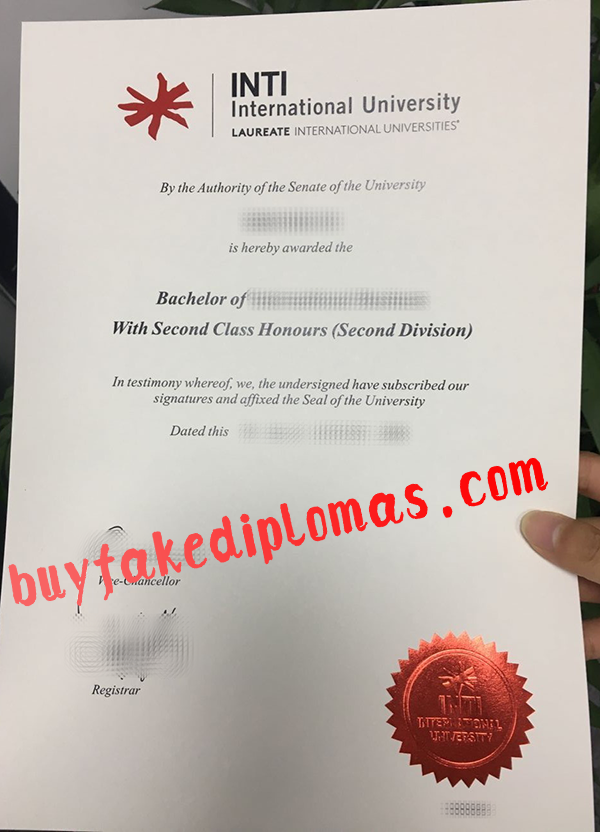 INTI
International University
LAUREATE INTERNATIONAL UNIVERSITIES
By the Authority of the Senate of the University
is hereby awarded the
Bachelor of
With Second Class Honours (Second Division)
In testimony whereof, we, the undersigned have subscribed our
signatures and affixed the Seal of the University
Dated this
buyfakediplomas.com
Vice-Chancellor
Registrar
INTI
INTERNATIONAL
UNIVERSITY